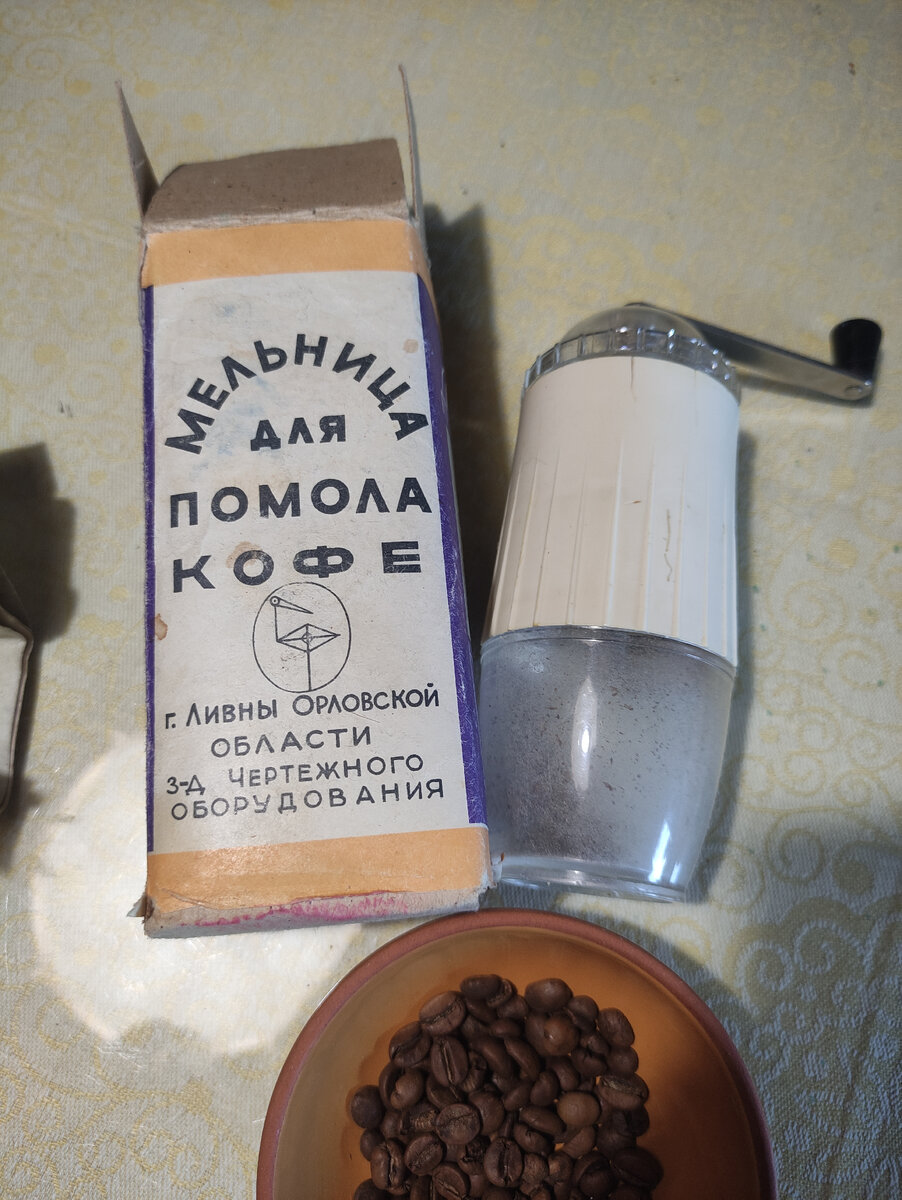 МЕЛЬНИЦА
ДЛЯ
ПОМОЛА
КОФЕ
г. Ливны Орловской
области
з-д Чертежного
оборудования